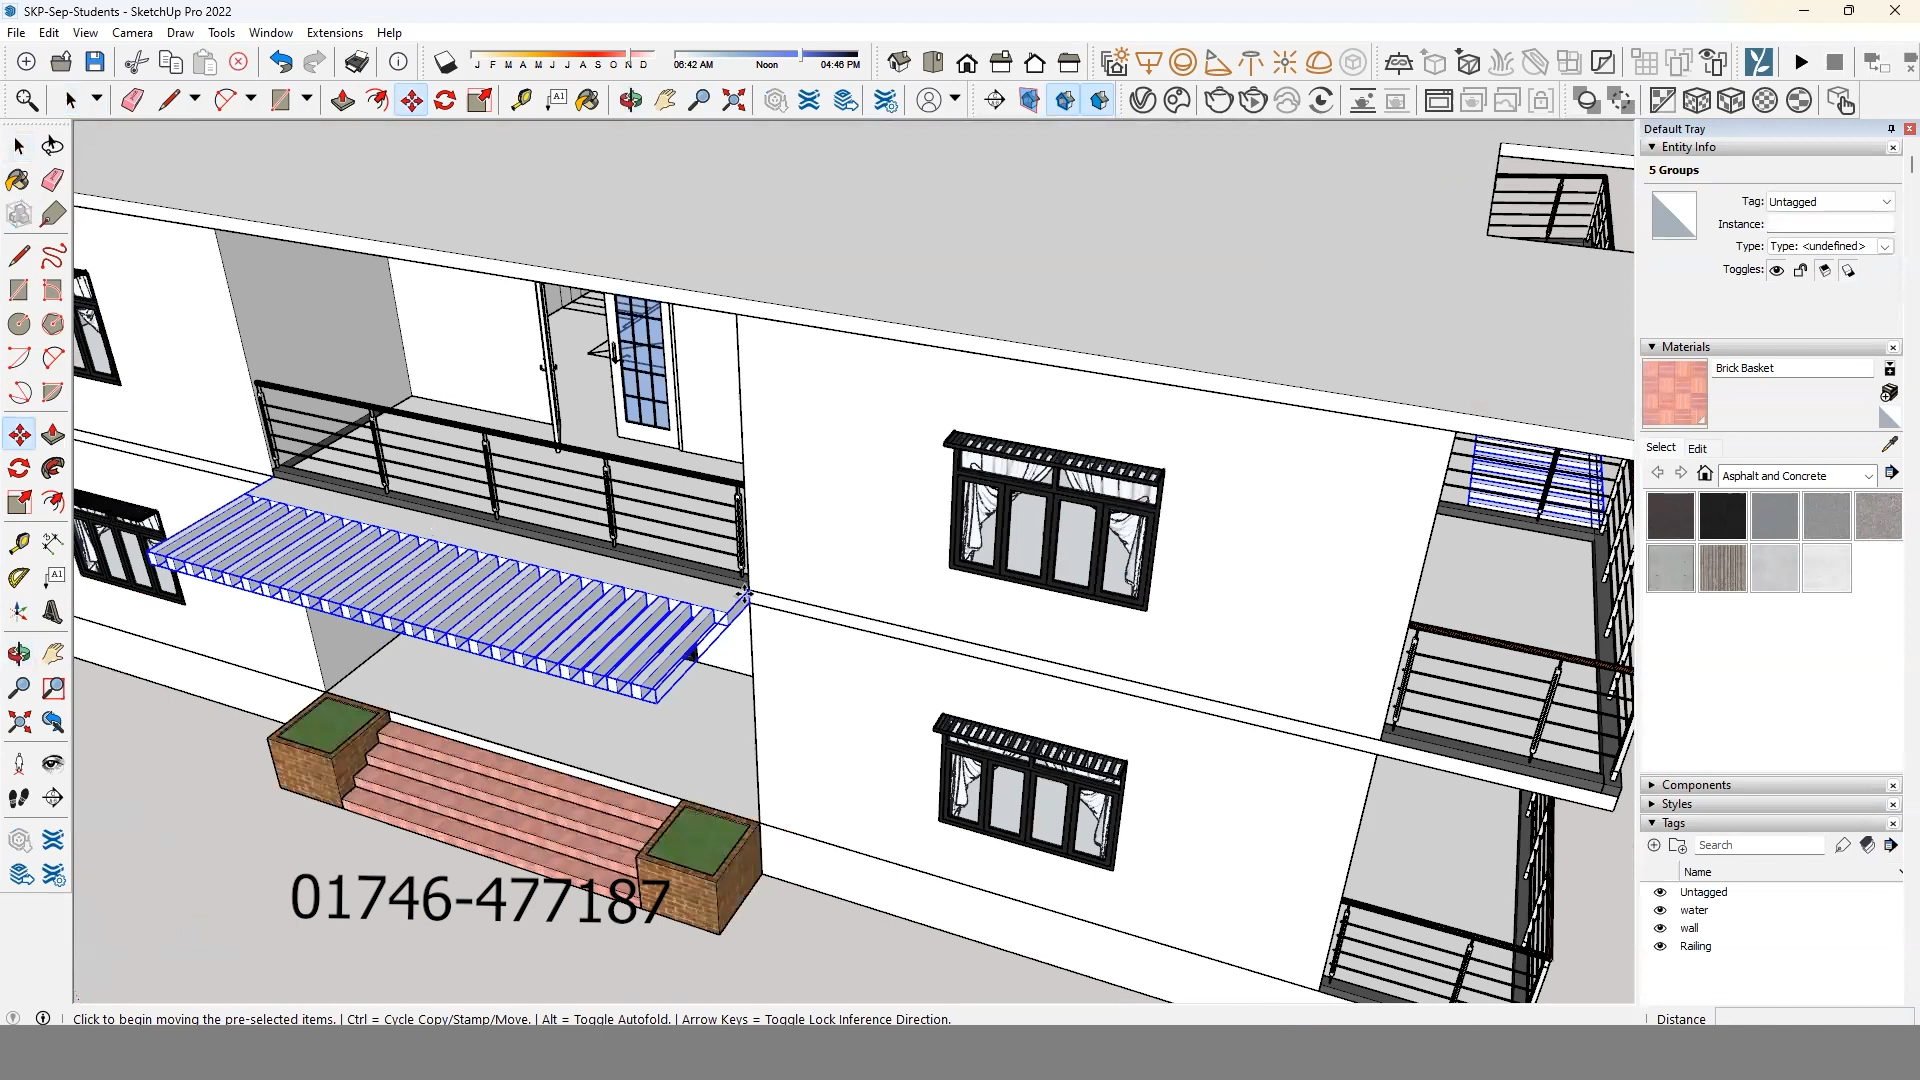 SKP-Sep-Students - SketchUp Pro 2022
File Edit View Camera Draw Tools Window Extensions Help
J F M A M J J A S O N D
06:42 AM Noon 04:46 PM
A1
Default Tray
Entity Info
5 Groups
Tag: Untagged
Instance:
Type: Type: <undefined>
Toggles:
Materials
Brick Basket
Select Edit
Asphalt and Concrete
A1
Components
Styles
Tags
Search
Name
Untagged
water
wall
Railing
01746-477187
Click to begin moving the pre-selected items. | Ctrl = Cycle Copy/Stamp/Move. | Alt = Toggle Autofold. | Arrow Keys = Toggle Lock Inference Direction.
Distance